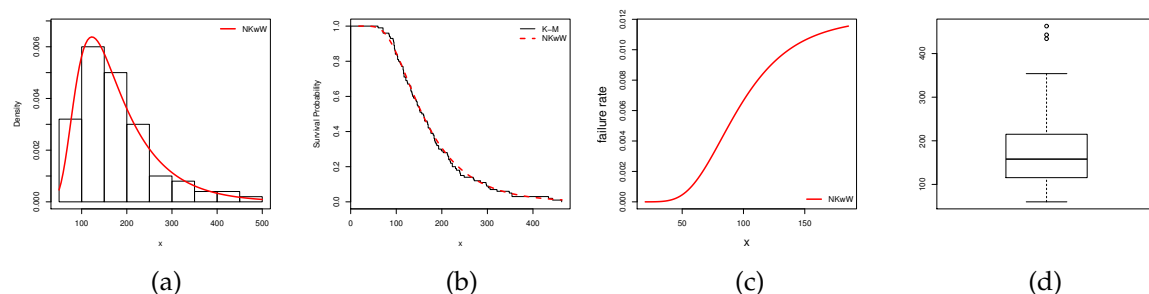 Density
0.000 0.002 0.004 0.006
100 200 300 400 500
x
NKwW
(a)
Survival Probability
0.0 0.2 0.4 0.6 0.8 1.0
0 100 200 300 400
x
K−M
NKwW
(b)
failure rate
0.000 0.002 0.004 0.006 0.008 0.010 0.012
50 100 150
x
NKwW
(c)
100 200 300 400
(d)